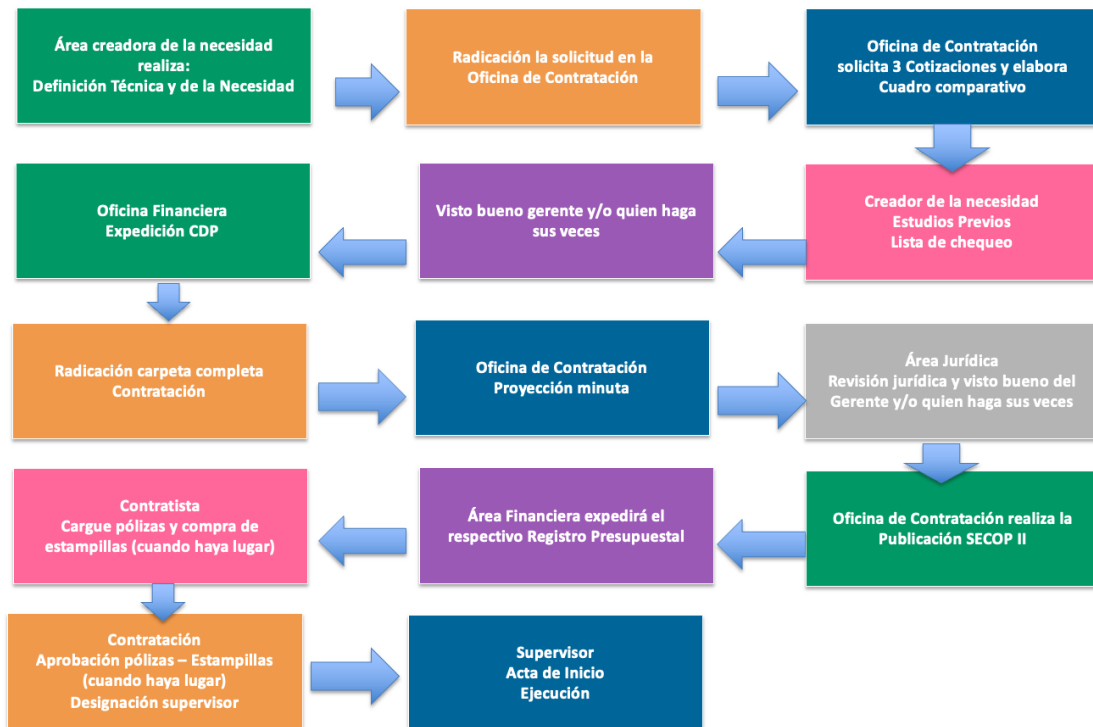 Área creadora de la necesidad
realiza:
Definición Técnica y de la Necesidad
Radicación la solicitud en la
Oficina de Contratación
Oficina de Contratación
solicita 3 Cotizaciones y elabora
Cuadro comparativo
Creador de la necesidad
Estudios Previos
Lista de chequeo
Visto bueno gerente y/o quien haga
sus veces
Oficina Financiera
Expedición CDP
Radicación carpeta completa
Contratación
Oficina de Contratación
Proyección minuta
Área Jurídica
Revisión jurídica y visto bueno del
Gerente y/o quien haga sus veces
Oficina de Contratación realiza la
Publicación SECOP II
Área Financiera expedirá el
respectivo Registro Presupuestal
Contratista
Cargue pólizas y compra de
estampillas (cuando haya lugar)
Contratación
Aprobación pólizas – Estampillas
(cuando haya lugar)
Designación supervisor
Supervisor
Acta de Inicio
Ejecución